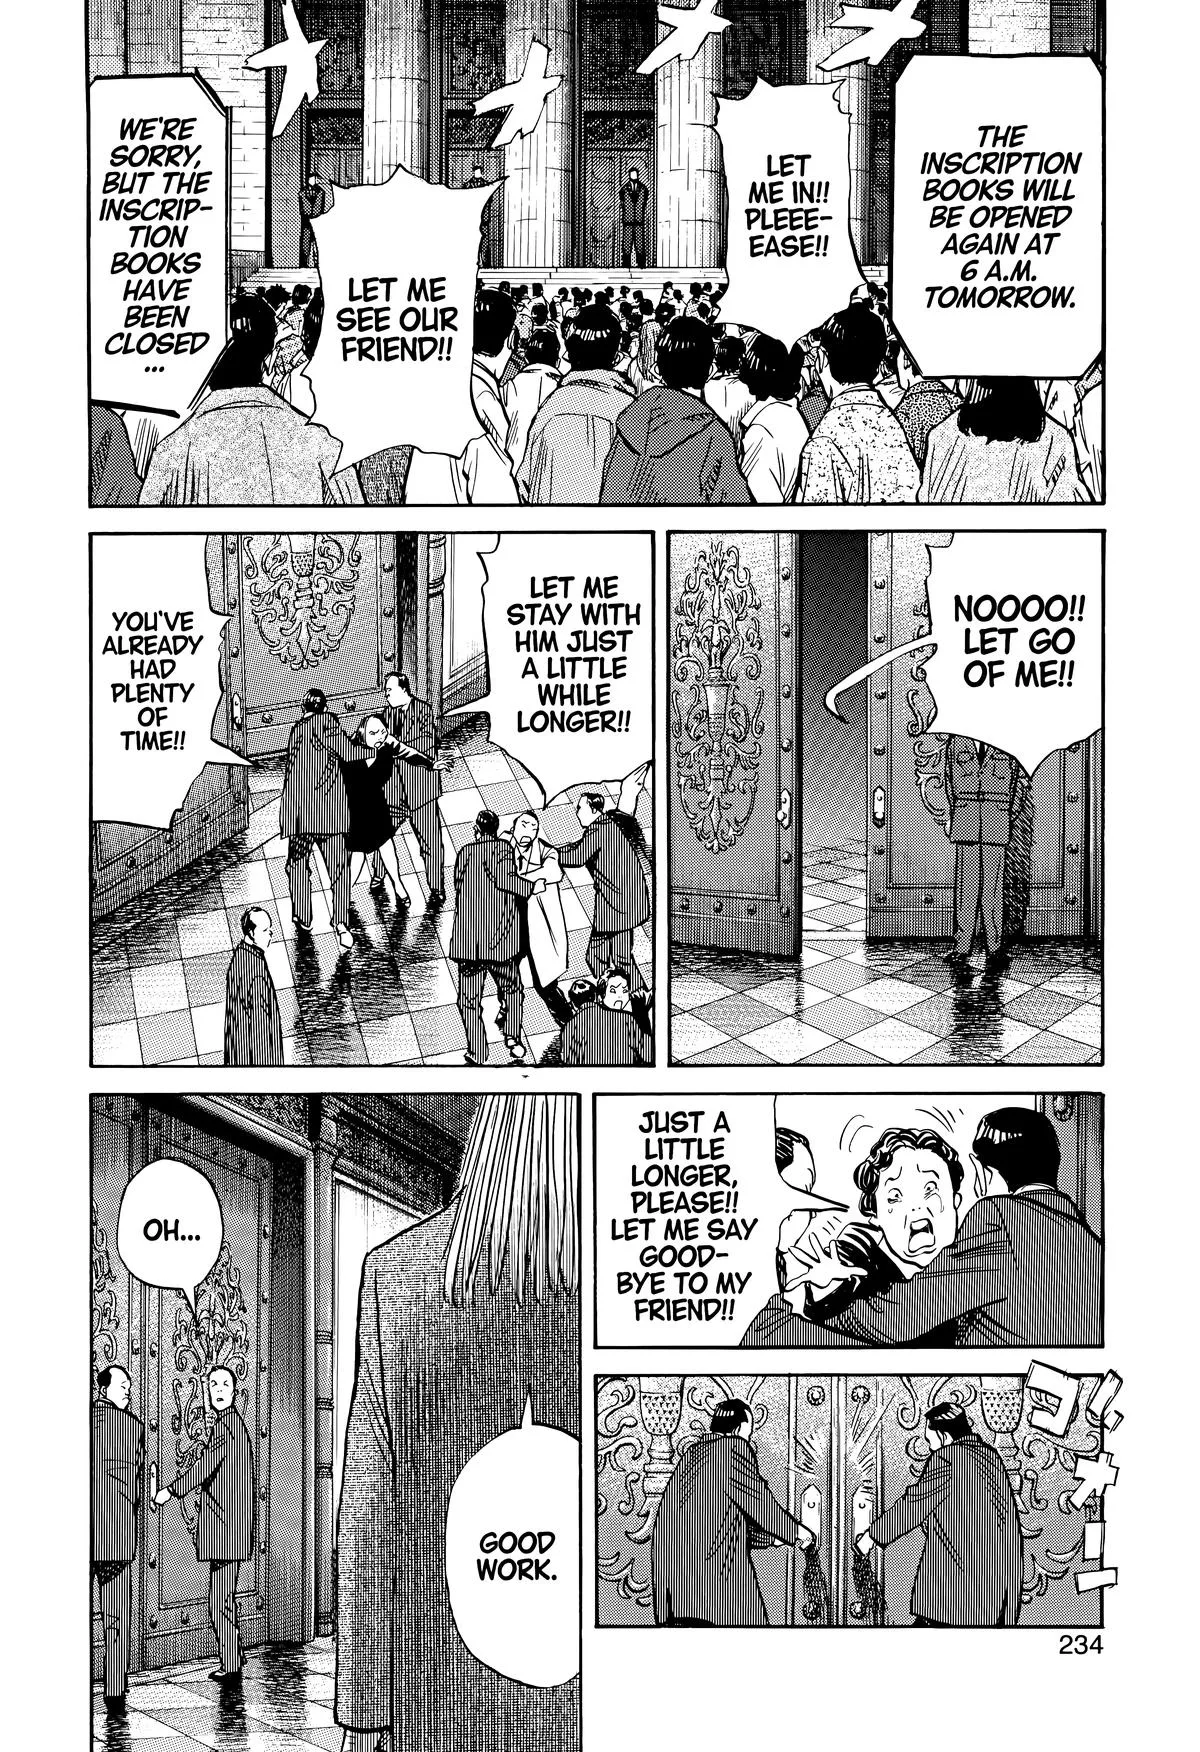 THE
INSCRIPTION
BOOKS WILL
BE OPENED
AGAIN AT
6 A.M.
TOMORROW.
LET
ME IN!!
PLEEE-
EASE!!
LET ME
SEE OUR
FRIEND!!
WE'RE
SORRY,
BUT THE
INSCRIP-
TION
BOOKS
HAVE
BEEN
CLOSED
...
NOOOO!!
LET GO
OF ME!!
LET ME
STAY WITH
HIM JUST
A LITTLE
WHILE
LONGER!!
YOU'VE
ALREADY
HAD
PLENTY
OF
TIME!!
JUST A
LITTLE
LONGER,
PLEASE!!
LET ME SAY
GOOD-
BYE TO MY
FRIEND!!
ゴォー
OH...
GOOD
WORK.
234